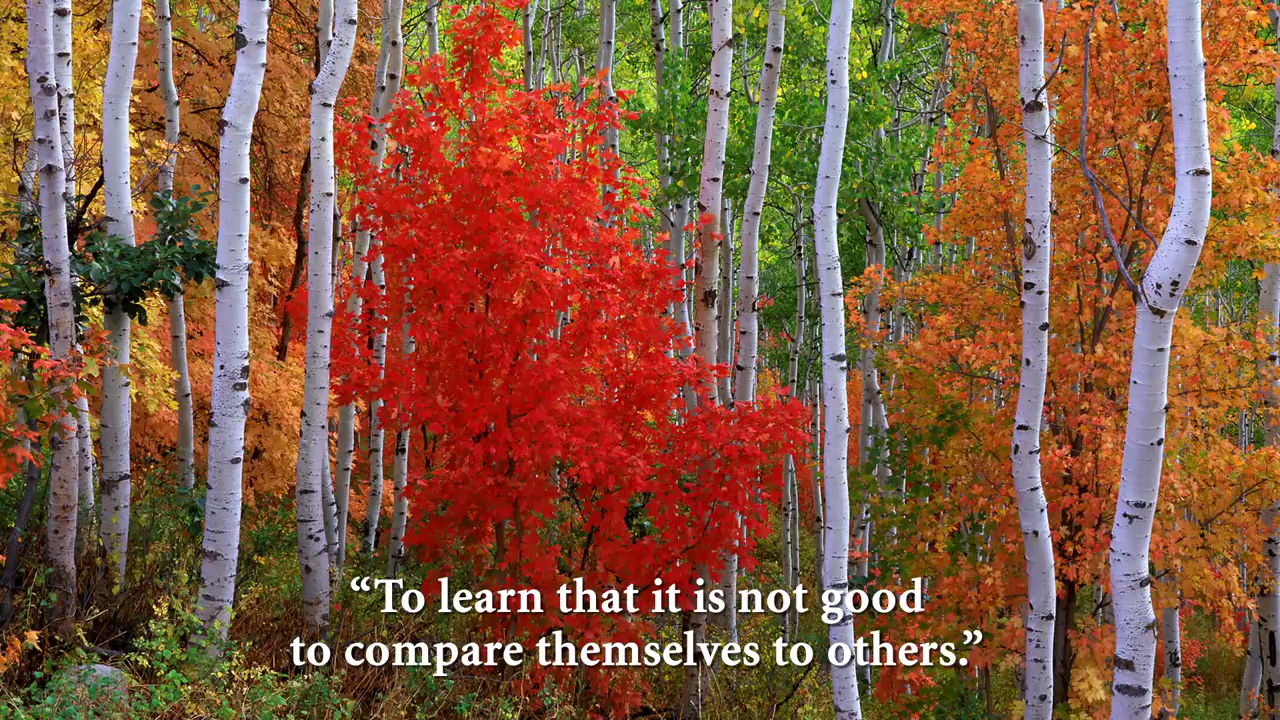 “To learn that it is not good
to compare themselves to others.”